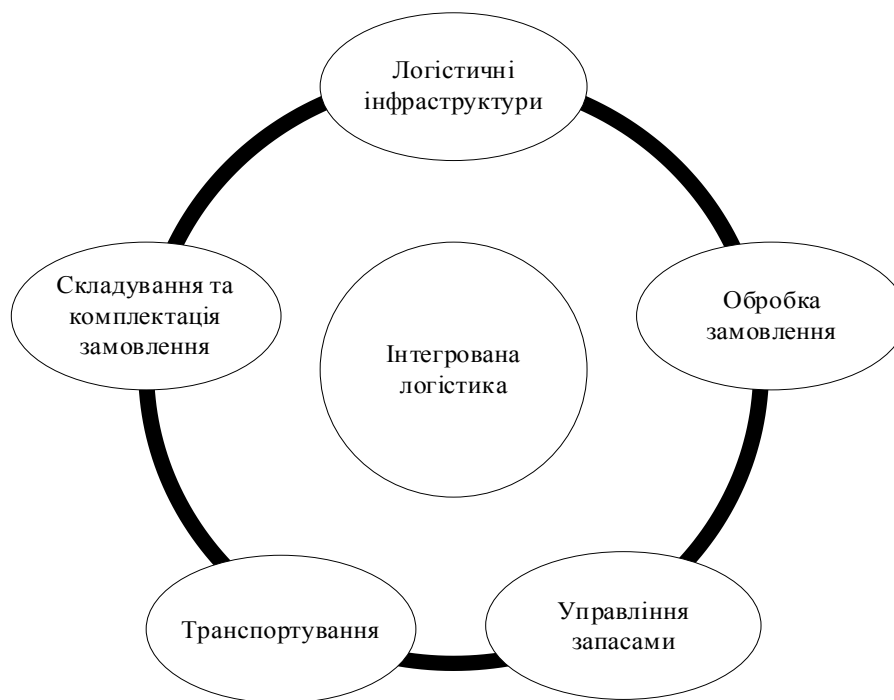 Логістичні
інфраструктури
Складування та
комплектація
замовлення
Обробка
замовлення
Інтегрована
логістика
Транспортування
Управління
запасами